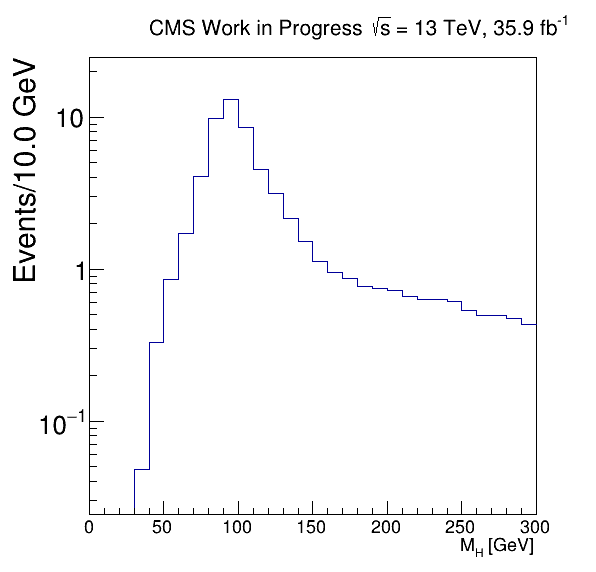 CMS Work in Progress √s = 13 TeV, 35.9 fb⁻¹
Events/10.0 GeV
10
1
10⁻¹
0 50 100 150 200 250 300
M_H [GeV]